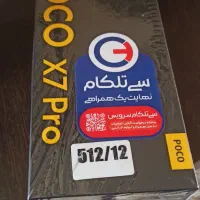 POCO X7 Pro
سی‌تلکام
نهایت یک همراهی
سی‌تلکام سرویس
512/12
POCO